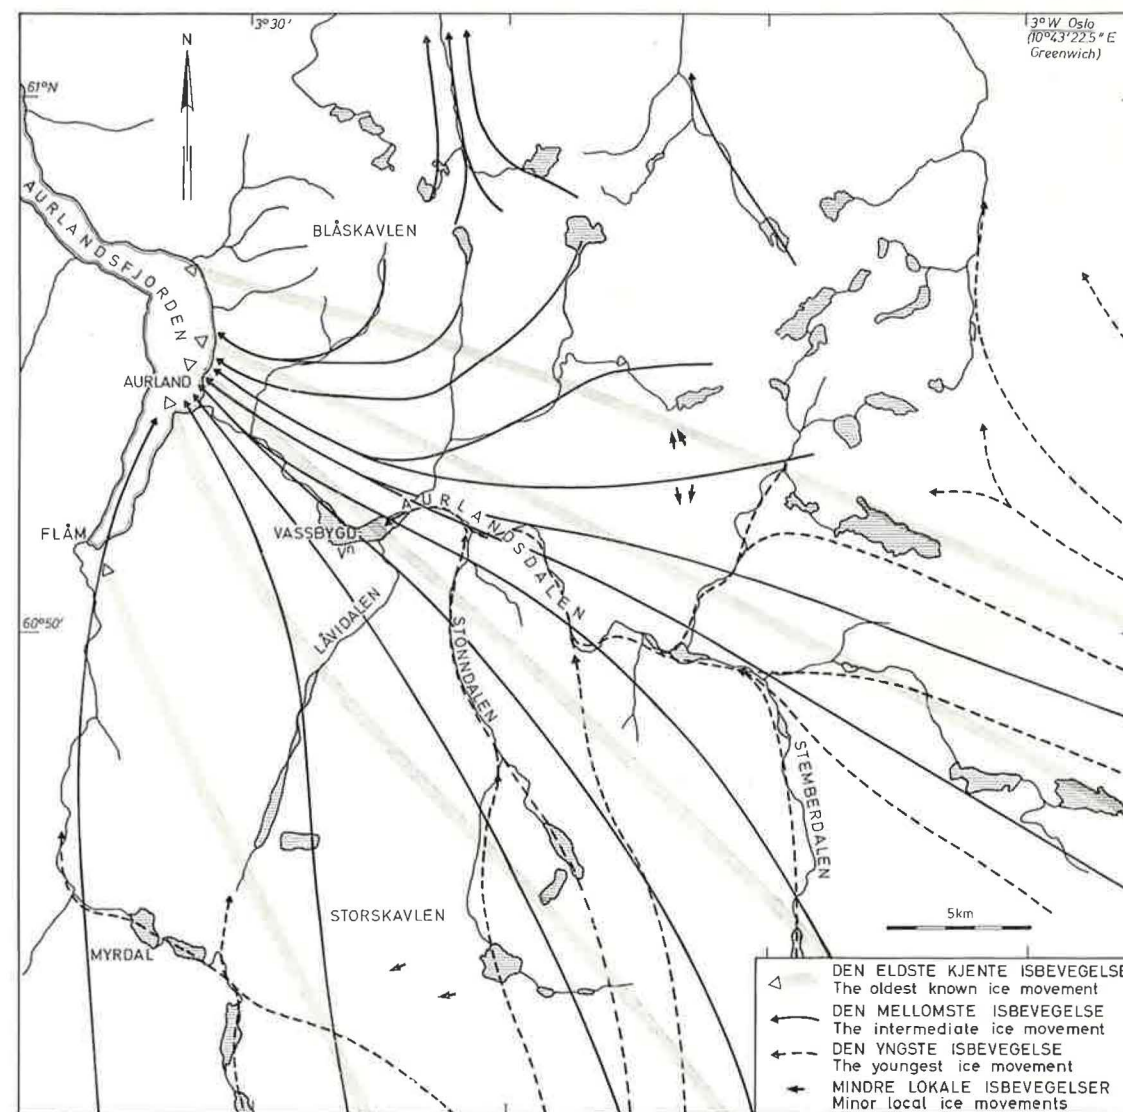 3°30'
3°W Oslo
(10°43'22.5"E
Greenwich)
N
61°N
AURLANDSFJORDEN
BLÅSKAVLEN
AURLAND
FLÅM
VASSBYGD-
Vn
AURLANDSDALEN
60°50'
LÅVIDALEN
STONNDALEN
STEMBERDALEN
STORSKAVLEN
5km
MYRDAL
DEN ELDSTE KJENTE ISBEVEGELSE
The oldest known ice movement
DEN MELLOMSTE ISBEVEGELSE
The intermediate ice movement
DEN YNGSTE ISBEVEGELSE
The youngest ice movement
MINDRE LOKALE ISBEVEGELSER
Minor local ice movements